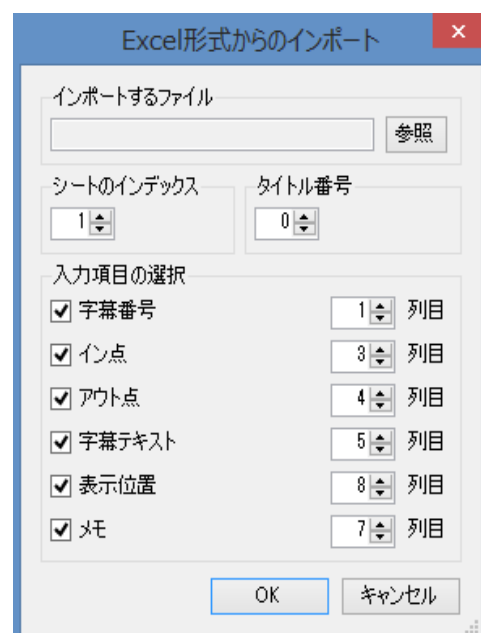 Excel形式からのインポート
×
インポートするファイル
参照
シートのインデックス タイトル番号
1 0
入力項目の選択
字幕番号 1 列目
イン点 3 列目
アウト点 4 列目
字幕テキスト 5 列目
表示位置 8 列目
メモ 7 列目
OK キャンセル